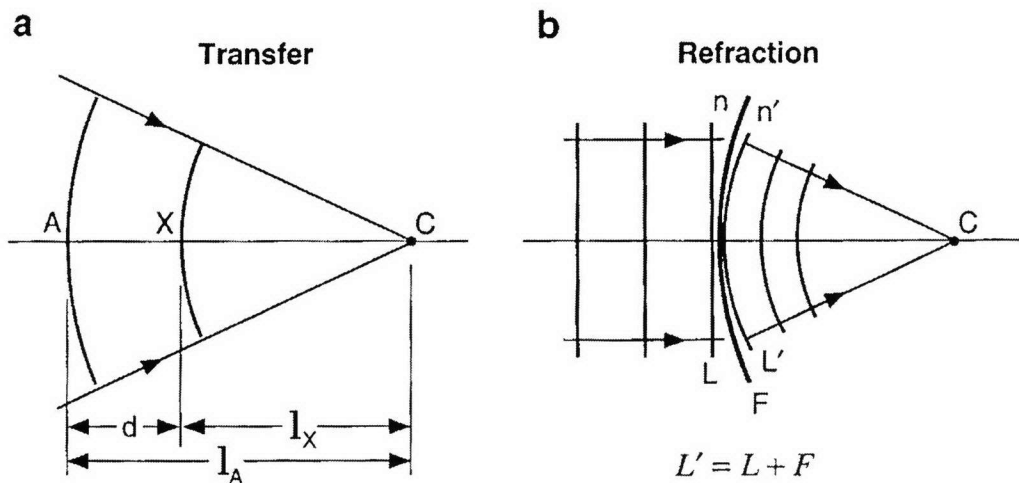 a
Transfer
A
X
C
d
lX
lA
b
Refraction
n
n′
C
L
L′
F
L′ = L + F